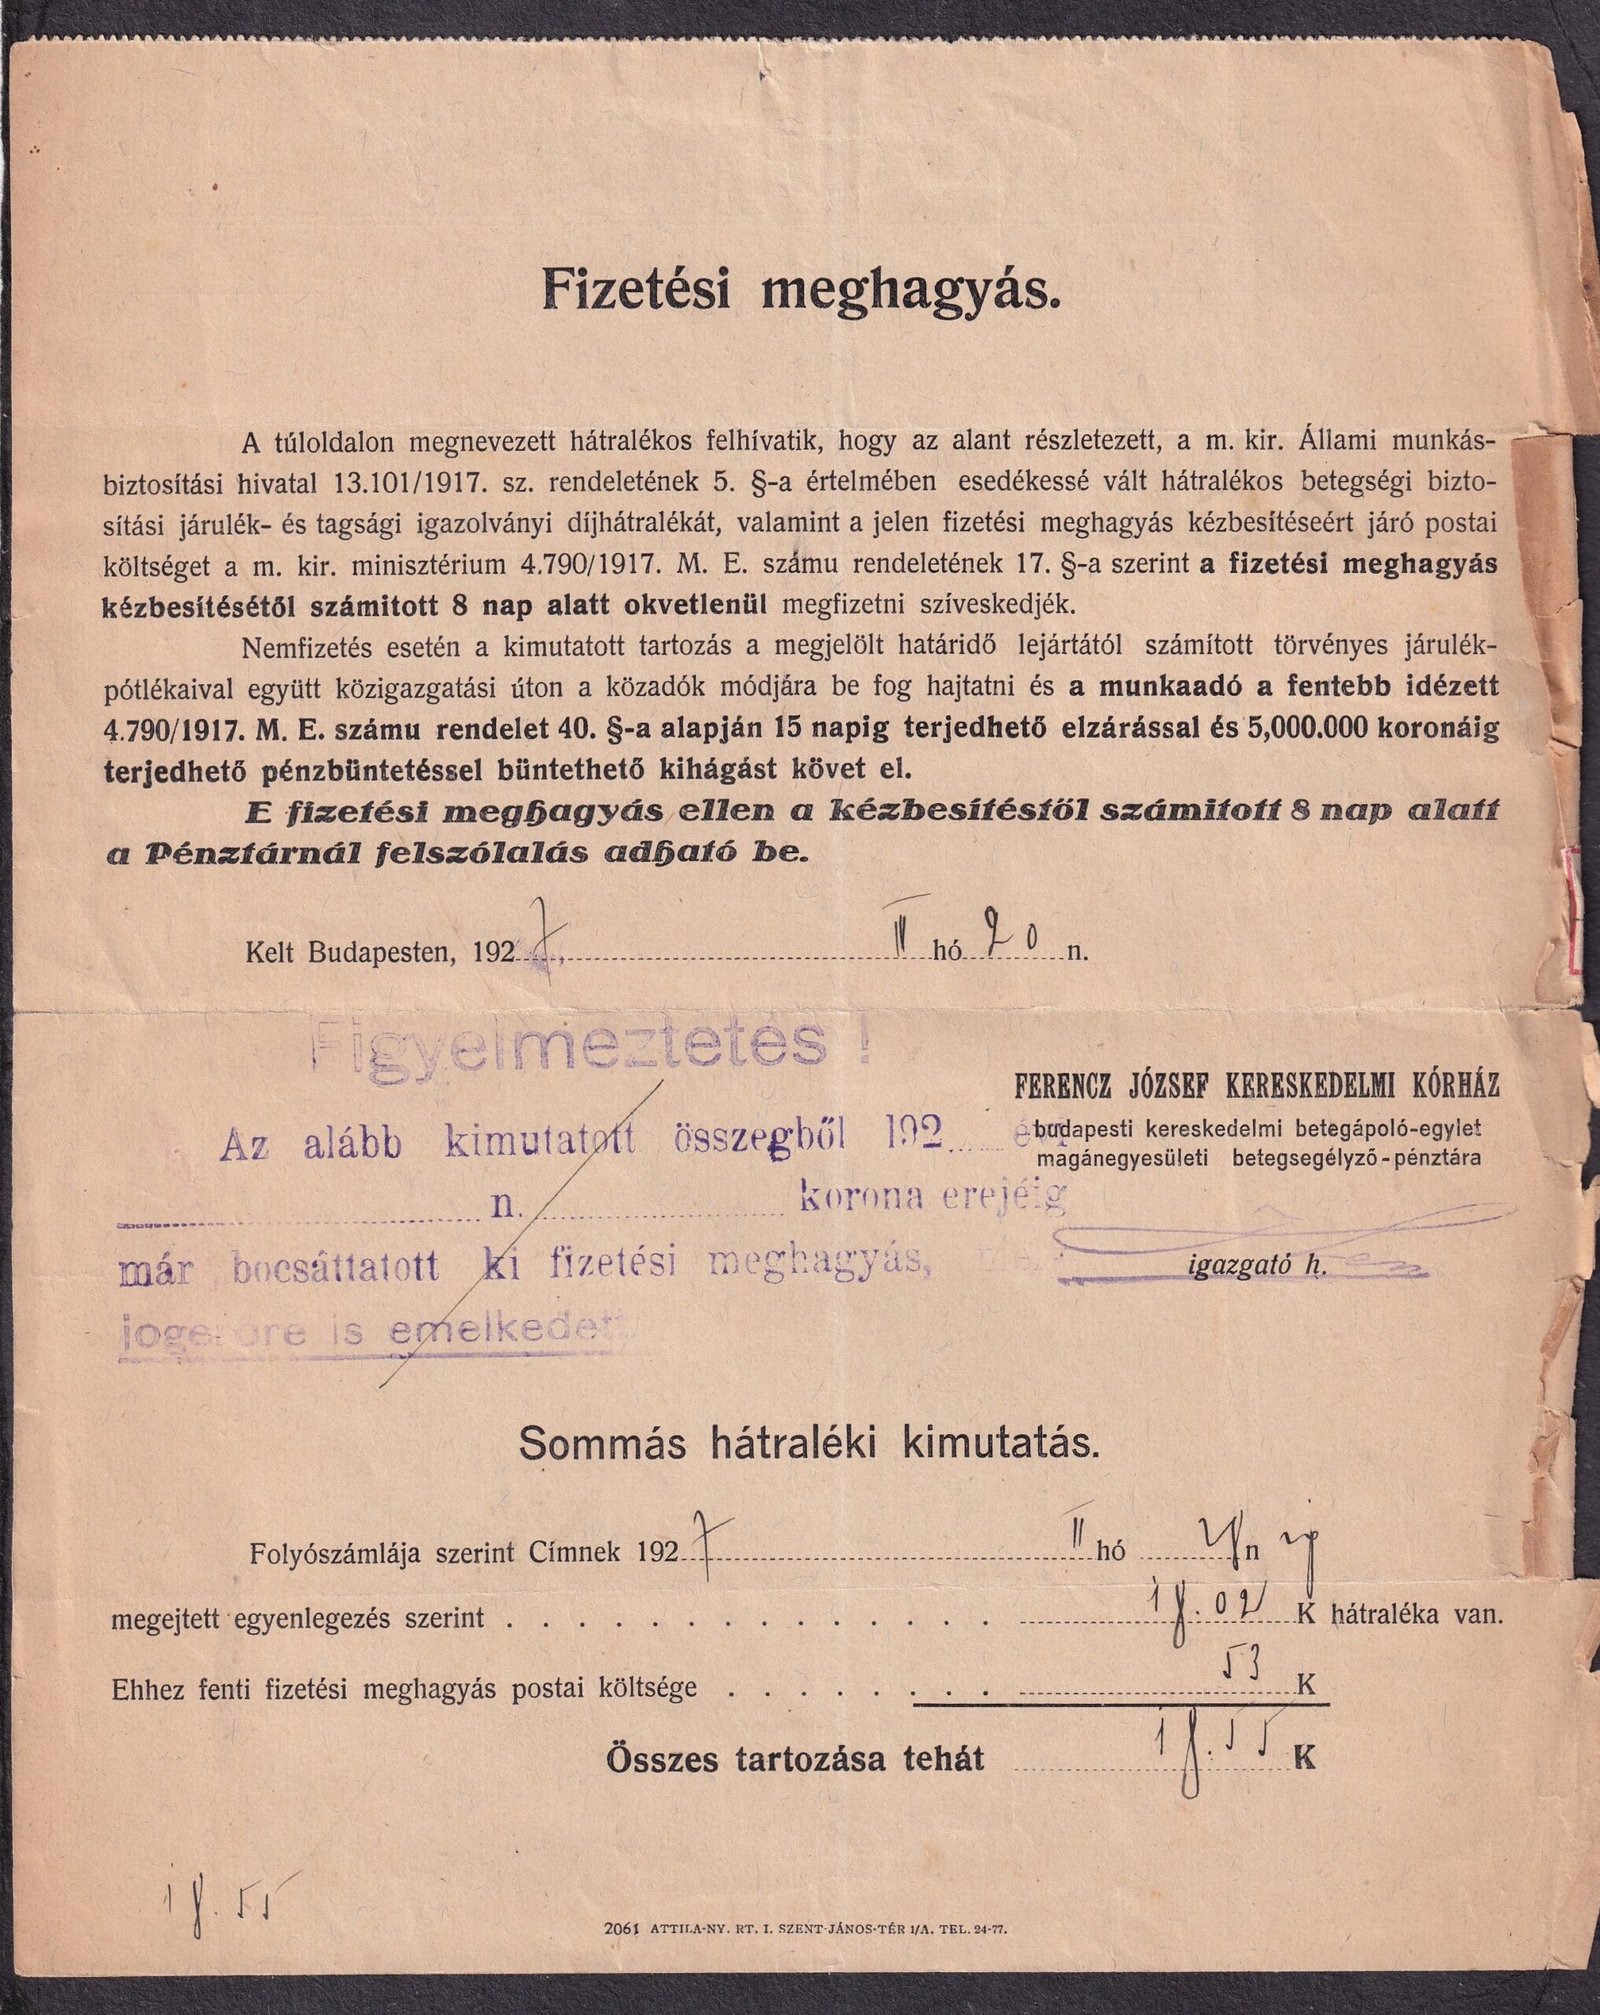 Fizetési meghagyás.
A túloldalon megnevezett hátralékos felhívatik, hogy az alant részletezett, a m. kir. Állami munkás-
biztosítási hivatal 13.101/1917. sz. rendeletének 5. §-a értelmében esedékessé vált hátralékos betegségi bizto-
sítási járulék- és tagsági igazolványi díjhátralékát, valamint a jelen fizetési meghagyás kézbesítéseért járó postai
költséget a m. kir. minisztérium 4.790/1917. M. E. számu rendeletének 17. §-a szerint a fizetési meghagyás
kézbesítésétől számitott 8 nap alatt okvetlenül megfizetni szíveskedjék.
Nemfizetés esetén a kimutatott tartozás a megjelölt határidő lejártától számított törvényes járulék-
pótlékaival együtt közigazgatási úton a közadók módjára be fog hajtatni és a munkaadó a fentebb idézett
4.790/1917. M. E. számu rendelet 40. §-a alapján 15 napig terjedhető elzárással és 5,000.000 koronáig
terjedhető pénzbüntetéssel büntethető kihágást követ el.
E fizetési meghagyás ellen a kézbesítéstől számitott 8 nap alatt
a Pénztárnál felszólalás adható be.
Kelt Budapesten, 1927. hó 20 n.
Figyelmeztetés !
FERENCZ JÓZSEF KERESKEDELMI KÓRHÁZ
budapesti kereskedelmi betegápoló-egylet
magánegyesületi betegsegélyző-pénztára
igazgató h.
Az alább kimutatott összegből 192
n. korona erejéig
már bocsáttatott ki fizetési meghagyás,
jogerőre is emelkedett
Sommás hátraléki kimutatás.
Folyószámlája szerint Címnek 1927 II hó n ig
megejtett egyenlegezés szerint . . . . . . . . . . . . . . 18.02 K hátraléka van.
Ehhez fenti fizetési meghagyás postai költsége . . . . . . . . 53 K
Összes tartozása tehát 18.55 K
18.55
2061 ATTILA-NY. RT. I. SZENT-JÁNOS-TÉR 1/A. TEL. 24-77.